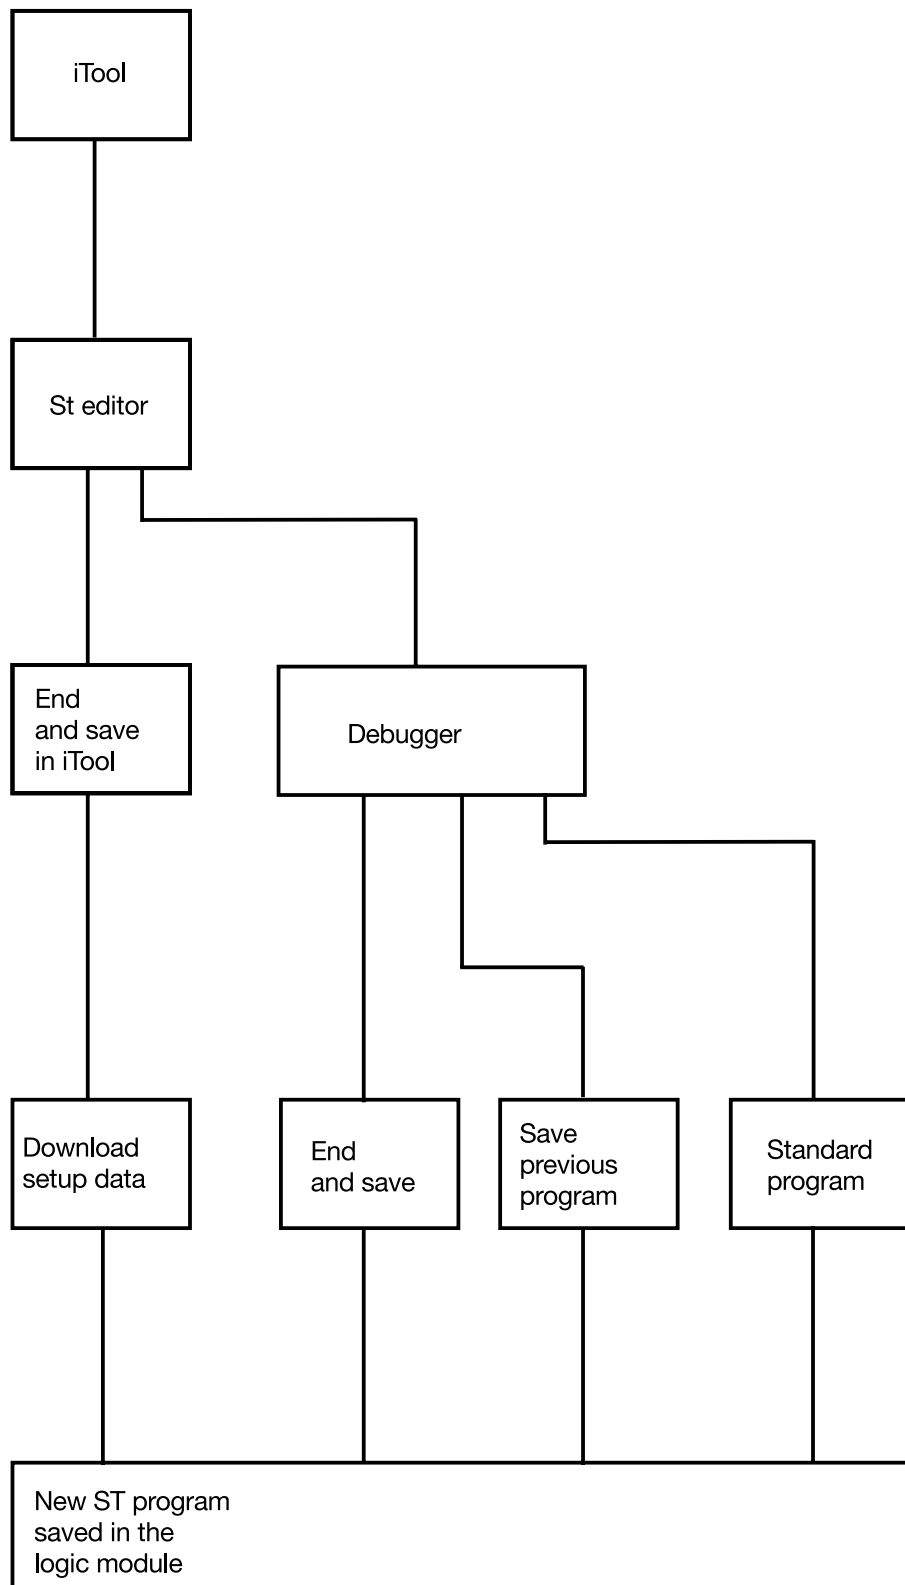 iTool
St editor
End
and save
in iTool
Debugger
Download
setup data
End
and save
Save
previous
program
Standard
program
New ST program
saved in the
logic module